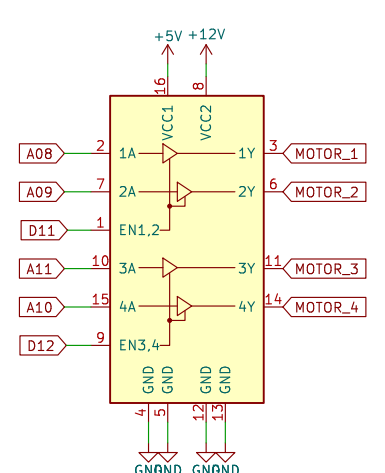 +5V +12V
16 8
VCC1 VCC2
A08 2 1A 1Y 3 MOTOR_1
A09 7 2A 2Y 6 MOTOR_2
D11 1 EN1,2
A11 10 3A 3Y 11 MOTOR_3
A10 15 4A 4Y 14 MOTOR_4
D12 9 EN3,4
GND GND GND GND
4 5 12 13
GND GND GND GND